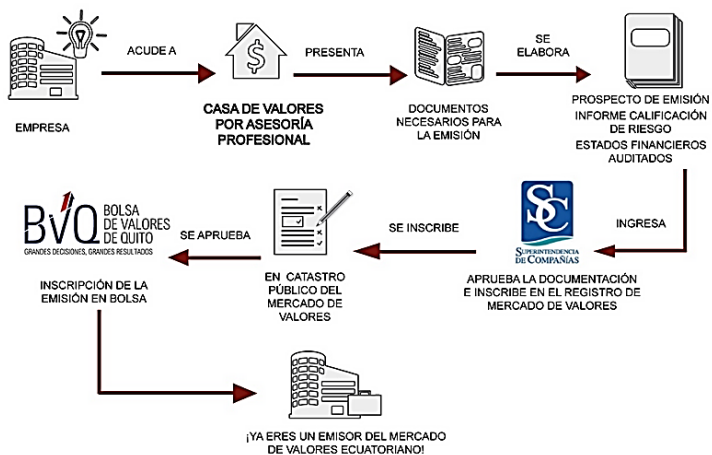 ACUDE A
PRESENTA
SE
ELABORA
EMPRESA
$
CASA DE VALORES
POR ASESORÍA
PROFESIONAL
DOCUMENTOS
NECESARIOS PARA
LA EMISIÓN
PROSPECTO DE EMISIÓN
INFORME CALIFICACIÓN
DE RIESGO
ESTADOS FINANCIEROS
AUDITADOS
INGRESA
SC
SUPERINTENDENCIA
DE COMPAÑÍAS
APRUEBA LA DOCUMENTACIÓN
E INSCRIBE EN EL REGISTRO DE
MERCADO DE VALORES
SE INSCRIBE
EN CATASTRO
PÚBLICO DEL
MERCADO DE
VALORES
SE APRUEBA
BVQ
BOLSA
DE VALORES
DE QUITO
GRANDES DECISIONES, GRANDES RESULTADOS
INSCRIPCIÓN DE LA
EMISIÓN EN BOLSA
¡YA ERES UN EMISOR DEL MERCADO
DE VALORES ECUATORIANO!